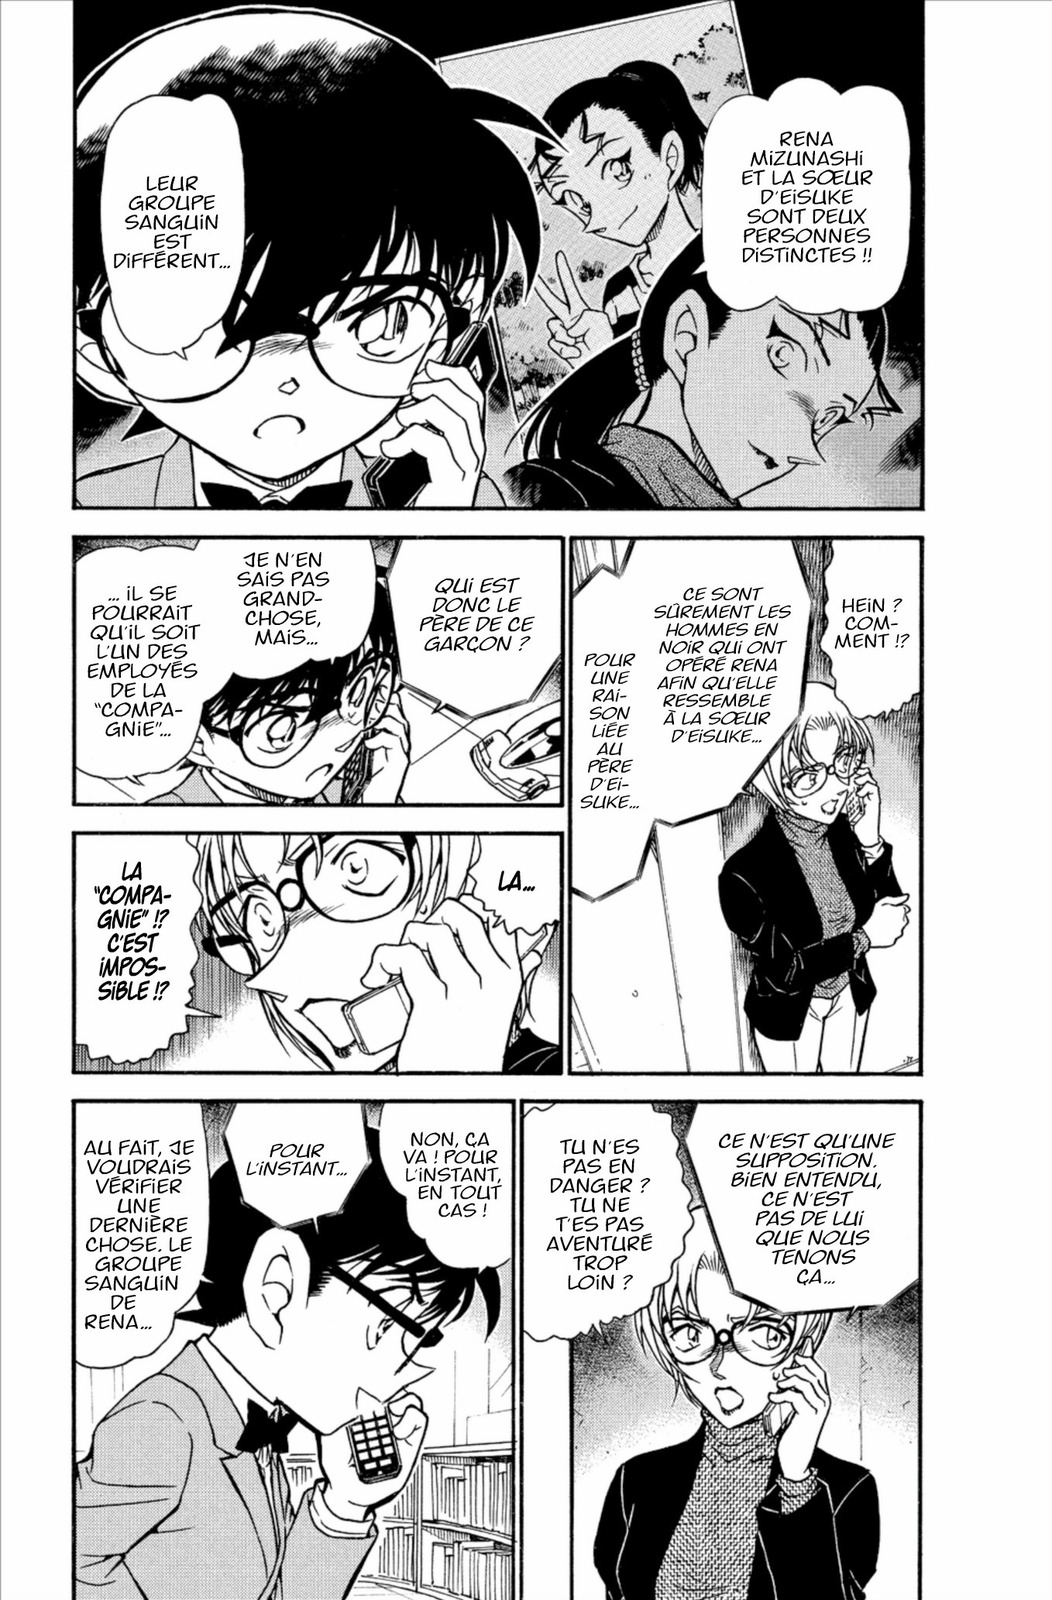 RENA
MIZUNASHI
ET LA SŒUR
D'EISUKE
SONT DEUX
PERSONNES
DISTINCTES !!
LEUR
GROUPE
SANGUIN
EST
DIFFÉRENT...
HEIN ?
COM-
MENT !?
CE SONT
SÛREMENT LES
HOMMES EN
NOIR QUI ONT
OPÉRÉ RENA
AFIN QU'ELLE
RESSEMBLE
À LA SŒUR
D'EISUKE...
POUR
UNE
RAI-
SON
LIÉE
AU
PÈRE
D'EI-
SUKE...
QUI EST
DONC LE
PÈRE DE CE
GARÇON ?
JE N'EN
SAIS PAS
GRAND-
CHOSE,
MAIS...
... IL SE
POURRAIT
QU'IL SOIT
L'UN DES
EMPLOYÉS
DE LA
"COMPA-
GNIE"...
LA...
LA
"COMPA-
GNIE" !?
C'EST
IMPOS-
SIBLE !?
CE N'EST QU'UNE
SUPPOSITION.
BIEN ENTENDU,
CE N'EST
PAS DE LUI
QUE NOUS
TENONS
ÇA...
TU N'ES
PAS EN
DANGER ?
TU NE
T'ES PAS
AVENTURÉ
TROP
LOIN ?
NON, ÇA
VA ! POUR
L'INSTANT,
EN TOUT
CAS !
POUR
L'INSTANT...
AU FAIT, JE
VOUDRAIS
VÉRIFIER
UNE
DERNIÈRE
CHOSE. LE
GROUPE
SANGUIN
DE
RENA...